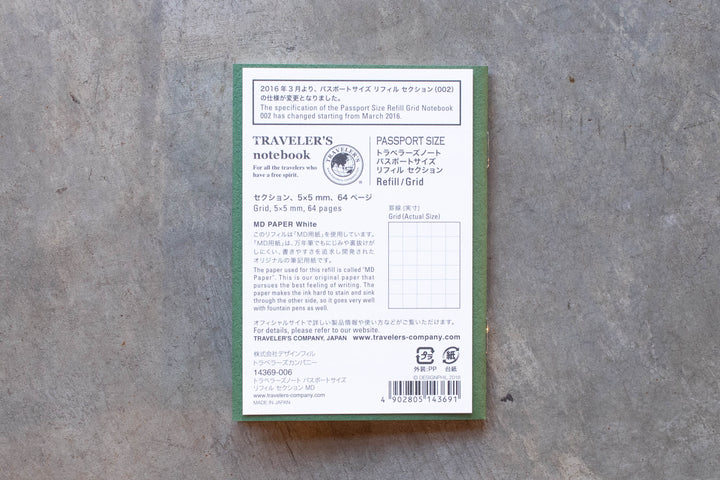 2016年3月より、パスポートサイズ リフィル セクション(002)
の仕様が変更となりました。
The specification of the Passport Size Refill Grid Notebook
002 has changed starting from March 2016.
TRAVELER'S
notebook
For all the travelers who
have a free spirit.
TRAVELER'S
PASSPORT SIZE
トラベラーズノート
パスポートサイズ
リフィル セクション
Refill/Grid
セクション、5×5 mm、64 ページ
Grid, 5×5 mm, 64 pages
MD PAPER White
このリフィルは「MD用紙」を使用しています。
「MD用紙」は、万年筆でもにじみや裏抜けが
しにくい、書きやすさを追求し開発された
オリジナルの筆記用紙です。
The paper used for this refill is called "MD
Paper". This is our original paper that
pursues the best feeling of writing. The
paper makes the ink hard to stain and sink
through the other side, so it goes very well
with fountain pens as well.
罫線(実寸)
Grid (Actual Size)
オフィシャルサイトで詳しい製品情報や使い方などがご覧いただけます。
For details, please refer to our website.
TRAVELER'S COMPANY, JAPAN www.travelers-company.com
株式会社デザインフィル
トラベラーズカンパニー
14369-006
トラベラーズノート パスポートサイズ
リフィル セクション MD
www.travelers-company.com
MADE IN JAPAN
プラ
紙
外装:PP
台紙
© DESIGNPHIL 2016
4 902805 143691